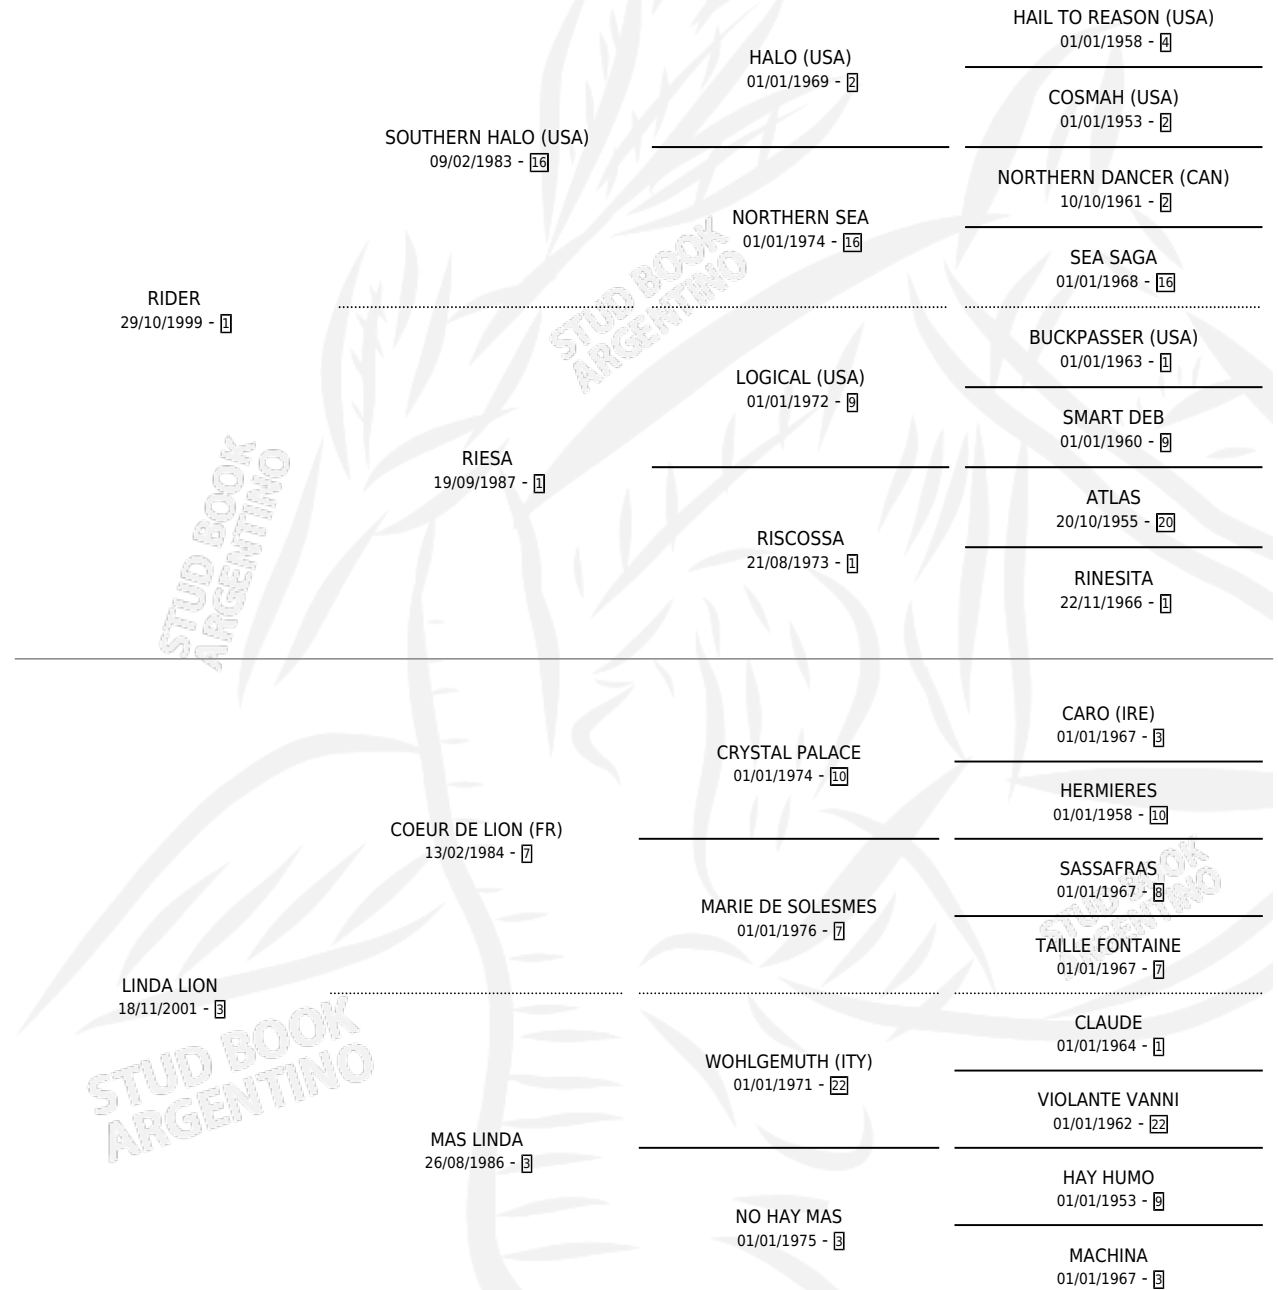 HAIL TO REASON (USA)
01/01/1958 - 4
HALO (USA)
01/01/1969 - 2
COSMAH (USA)
01/01/1953 - 2
SOUTHERN HALO (USA)
09/02/1983 - 16
NORTHERN DANCER (CAN)
10/10/1961 - 2
NORTHERN SEA
01/01/1974 - 16
SEA SAGA
01/01/1968 - 16
RIDER
29/10/1999 - 1
STUD BOOK
ARGENTINO
BUCKPASSER (USA)
01/01/1963 - 1
LOGICAL (USA)
01/01/1972 - 9
SMART DEB
01/01/1960 - 9
RIESA
19/09/1987 - 1
ATLAS
20/10/1955 - 20
RISCOSSA
21/08/1973 - 1
RINESITA
22/11/1966 - 1
STUD BOOK
ARGENTINO
CARO (IRE)
01/01/1967 - 3
CRYSTAL PALACE
01/01/1974 - 10
HERMIERES
01/01/1958 - 10
COEUR DE LION (FR)
13/02/1984 - 7
SASSAFRAS
01/01/1967 - 8
MARIE DE SOLESMES
01/01/1976 - 7
TAILLE FONTAINE
01/01/1967 - 7
STUD BOOK
ARGENTINO
LINDA LION
18/11/2001 - 3
CLAUDE
01/01/1964 - 1
WOHLGEMUTH (ITY)
01/01/1971 - 22
VIOLANTE VANNI
01/01/1962 - 22
STUD BOOK
ARGENTINO
MAS LINDA
26/08/1986 - 3
HAY HUMO
01/01/1953 - 9
NO HAY MAS
01/01/1975 - 3
MACHINA
01/01/1967 - 3